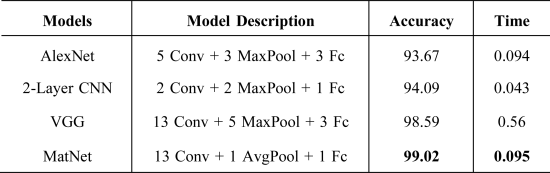 Models Model Description Accuracy Time
AlexNet 5 Conv + 3 MaxPool + 3 Fc 93.67 0.094
2-Layer CNN 2 Conv + 2 MaxPool + 1 Fc 94.09 0.043
VGG 13 Conv + 5 MaxPool + 3 Fc 98.59 0.56
MatNet 13 Conv + 1 AvgPool + 1 Fc 99.02 0.095